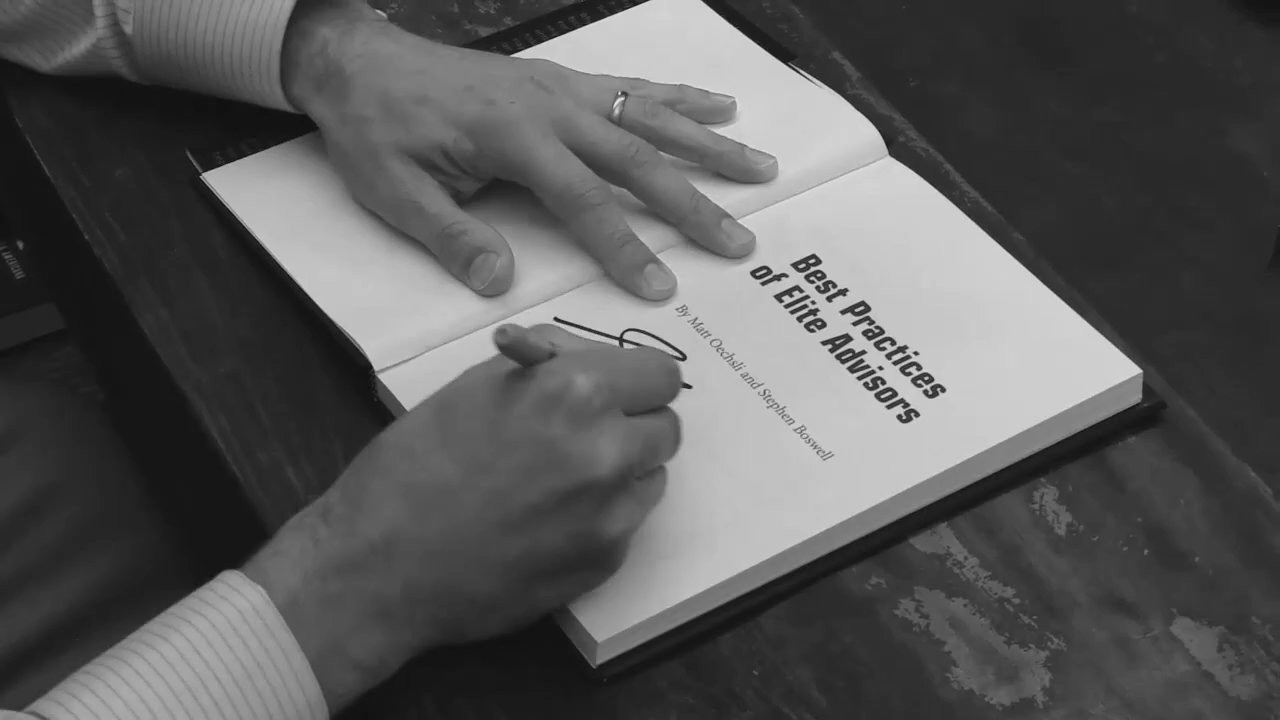 Best Practices
of Elite Advisors
By Matt Oechsli and Stephen Boswell